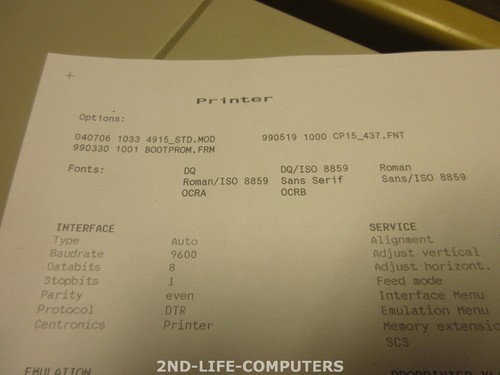 Printer
Options:
040706 1033 4915_STD.MOD 990519 1000 CP15_437.FNT
990330 1001 BOOTPROM.FRM
Fonts: DQ DQ/ISO 8859 Roman
Roman/ISO 8859 Sans Serif Sans/ISO 8859
OCRA OCRB
INTERFACE SERVICE
Type Auto Alignment
Baudrate 9600 Adjust vertical
Databits 8 Adjust horizont.
Stopbits 1 Feed mode
Parity even Interface Menu
Protocol DTR Emulation Menu
Centronics Printer Memory extensio
SCS
EMULATION
2ND-LIFE-COMPUTERS